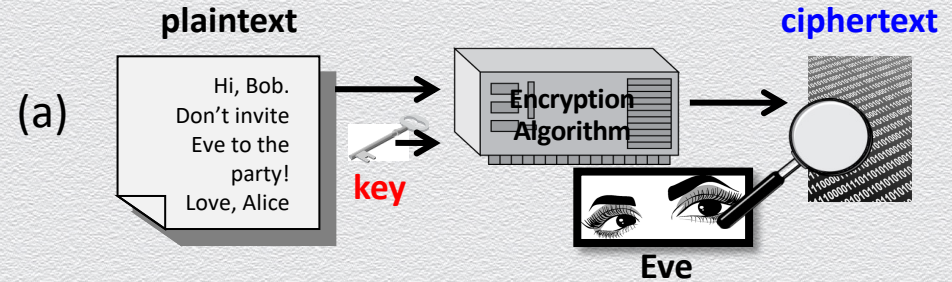 plaintext
ciphertext
(a)
Hi, Bob.
Don’t invite
Eve to the
party!
Love, Alice
key
Encryption
Algorithm
Eve